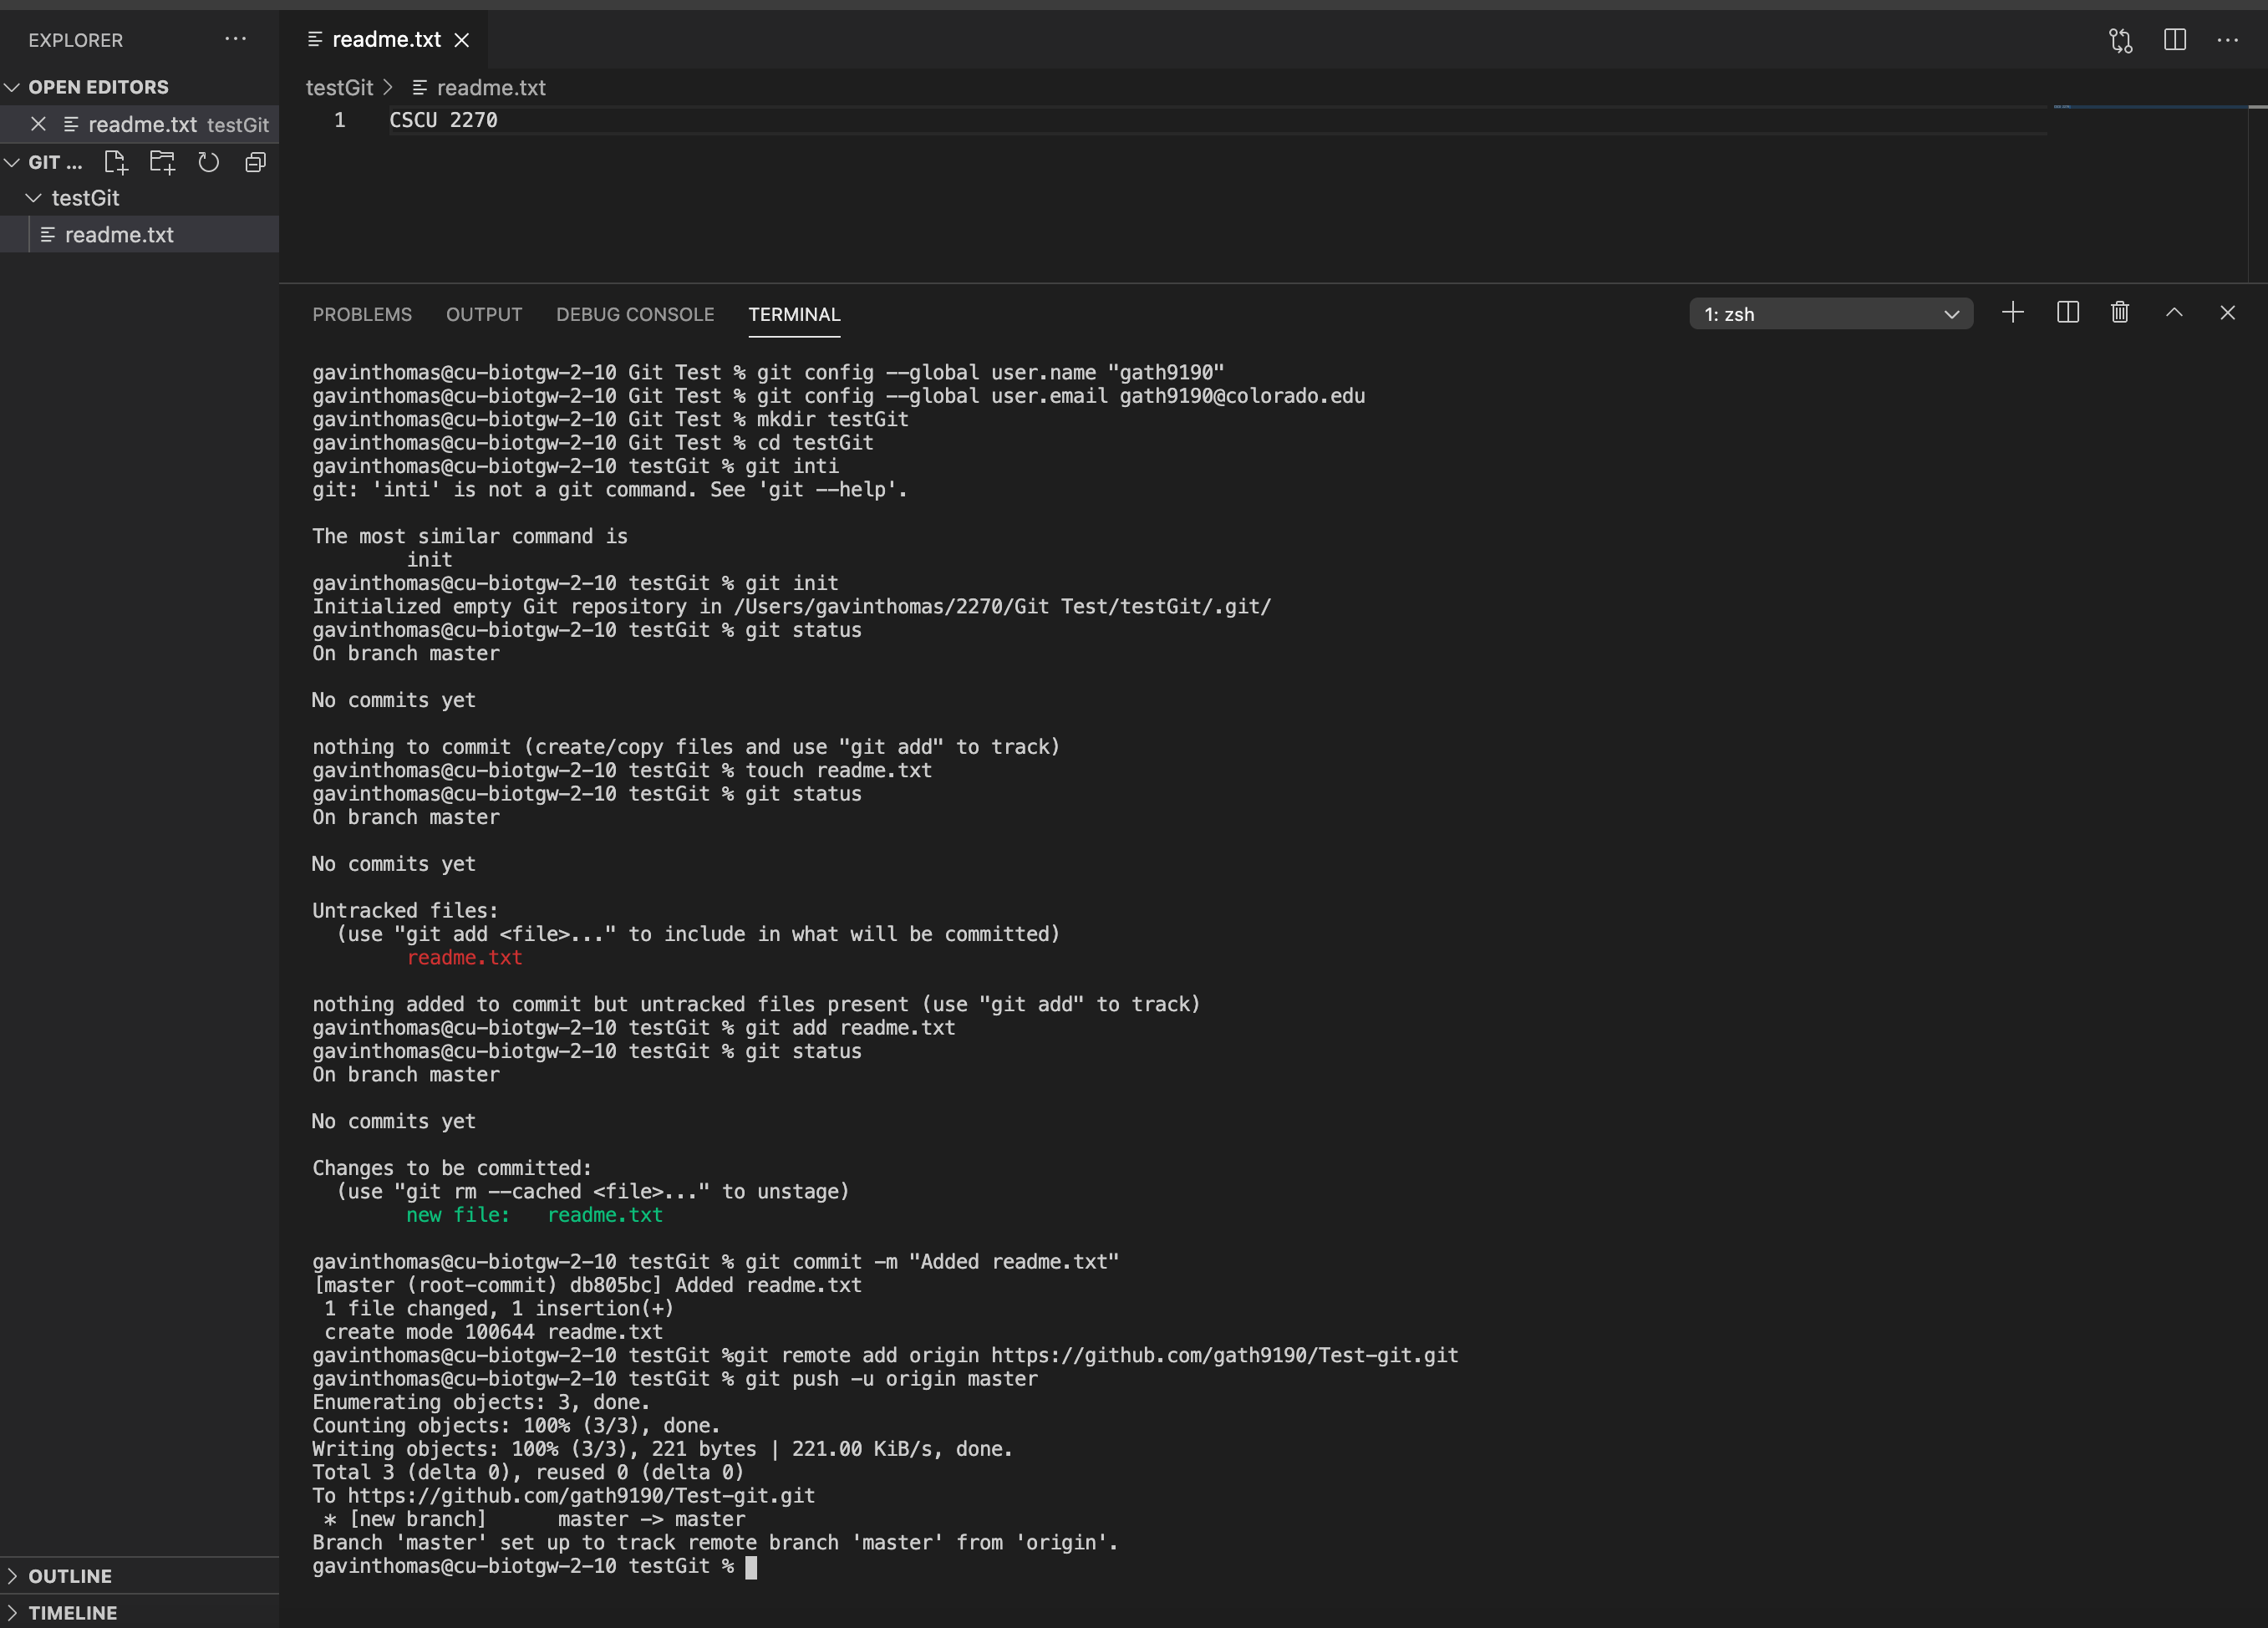 EXPLORER
readme.txt
OPEN EDITORS
readme.txt testGit
GIT ...
testGit
readme.txt
testGit > readme.txt
1 CSCU 2270
PROBLEMS OUTPUT DEBUG CONSOLE TERMINAL
1: zsh
gavinthomas@cu-biotgw-2-10 Git Test % git config --global user.name "gath9190"
gavinthomas@cu-biotgw-2-10 Git Test % git config --global user.email gath9190@colorado.edu
gavinthomas@cu-biotgw-2-10 Git Test % mkdir testGit
gavinthomas@cu-biotgw-2-10 Git Test % cd testGit
gavinthomas@cu-biotgw-2-10 testGit % git inti
git: 'inti' is not a git command. See 'git --help'.
The most similar command is
init
gavinthomas@cu-biotgw-2-10 testGit % git init
Initialized empty Git repository in /Users/gavinthomas/2270/Git Test/testGit/.git/
gavinthomas@cu-biotgw-2-10 testGit % git status
On branch master
No commits yet
nothing to commit (create/copy files and use "git add" to track)
gavinthomas@cu-biotgw-2-10 testGit % touch readme.txt
gavinthomas@cu-biotgw-2-10 testGit % git status
On branch master
No commits yet
Untracked files:
(use "git add <file>..." to include in what will be committed)
readme.txt
nothing added to commit but untracked files present (use "git add" to track)
gavinthomas@cu-biotgw-2-10 testGit % git add readme.txt
gavinthomas@cu-biotgw-2-10 testGit % git status
On branch master
No commits yet
Changes to be committed:
(use "git rm --cached <file>..." to unstage)
new file:   readme.txt
gavinthomas@cu-biotgw-2-10 testGit % git commit -m "Added readme.txt"
[master (root-commit) db805bc] Added readme.txt
1 file changed, 1 insertion(+)
create mode 100644 readme.txt
gavinthomas@cu-biotgw-2-10 testGit %git remote add origin https://github.com/gath9190/Test-git.git
gavinthomas@cu-biotgw-2-10 testGit % git push -u origin master
Enumerating objects: 3, done.
Counting objects: 100% (3/3), done.
Writing objects: 100% (3/3), 221 bytes | 221.00 KiB/s, done.
Total 3 (delta 0), reused 0 (delta 0)
To https://github.com/gath9190/Test-git.git
* [new branch]      master -> master
Branch 'master' set up to track remote branch 'master' from 'origin'.
gavinthomas@cu-biotgw-2-10 testGit %
OUTLINE
TIMELINE